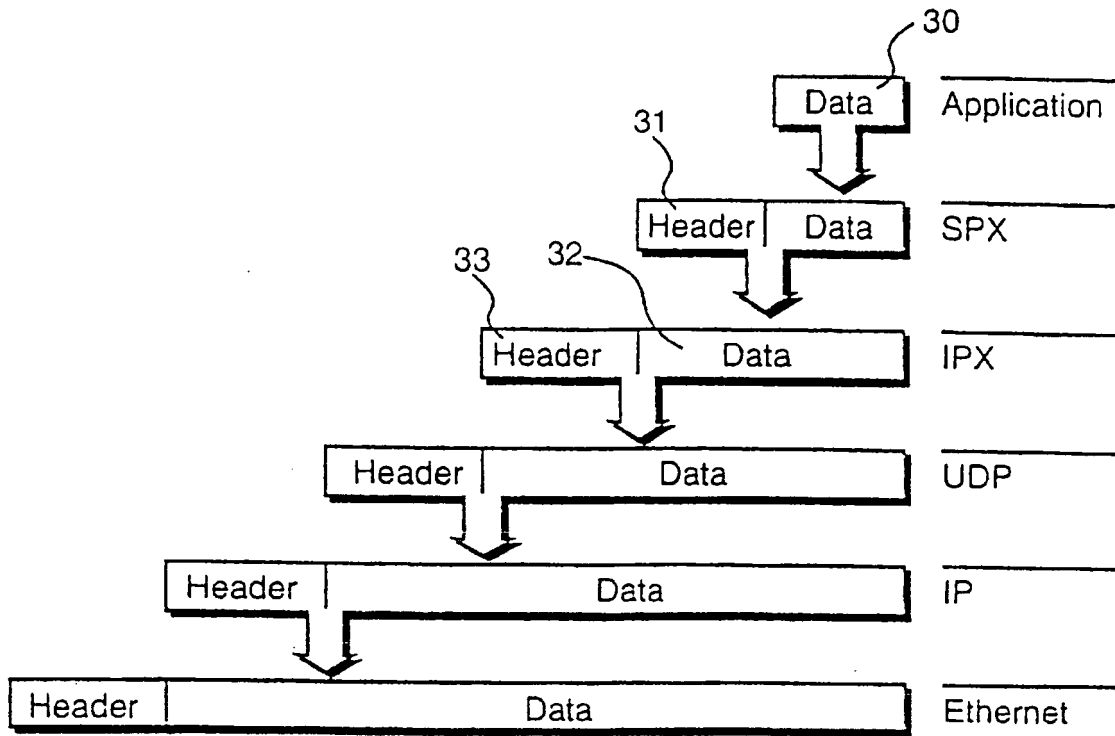 30
Data Application
31
Header Data SPX
33 32
Header Data IPX
Header Data UDP
Header Data IP
Header Data Ethernet